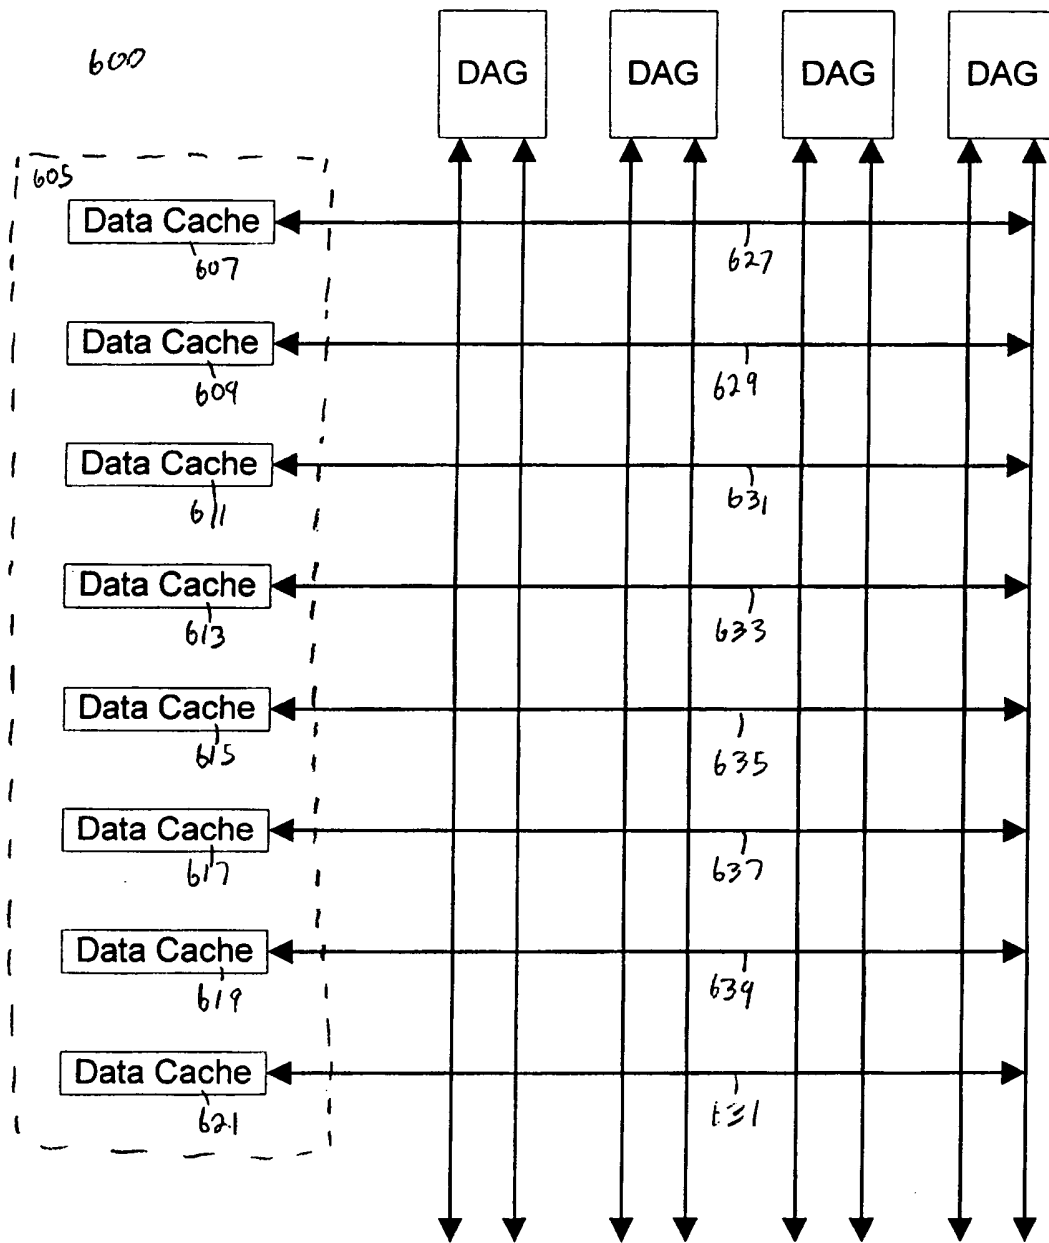 600
DAG DAG DAG DAG
605
Data Cache
607
627
Data Cache
609
629
Data Cache
611
631
Data Cache
613
633
Data Cache
615
635
Data Cache
617
637
Data Cache
619
639
Data Cache
621
631